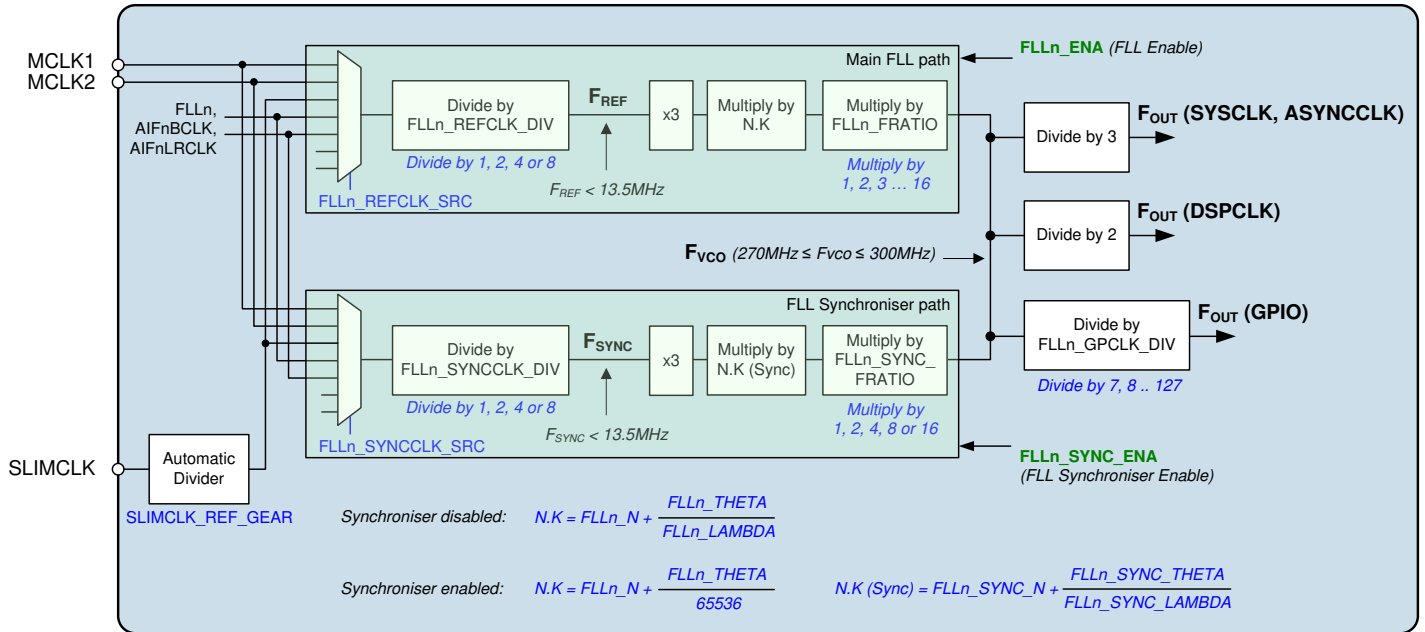 MCLK1
MCLK2
FLLn,
AIFnBCLK,
AIFnLRCLK
Main FLL path
Divide by
FLLn_REFCLK_DIV
Divide by 1, 2, 4 or 8
FLLn_REFCLK_SRC
FREF
FREF < 13.5MHz
x3
Multiply by
N.K
Multiply by
FLLn_FRATIO
Multiply by
1, 2, 3 … 16
FLLn_ENA (FLL Enable)
Divide by 3
FOUT (SYSCLK, ASYNCCLK)
Divide by 2
FOUT (DSPCLK)
FVCO (270MHz ≤ Fvco ≤ 300MHz)
FLL Synchroniser path
Divide by
FLLn_SYNCCLK_DIV
Divide by 1, 2, 4 or 8
FLLn_SYNCCLK_SRC
FSYNC
FSYNC < 13.5MHz
x3
Multiply by
N.K (Sync)
Multiply by
FLLn_SYNC_
FRATIO
Multiply by
1, 2, 4, 8 or 16
Divide by
FLLn_GPCLK_DIV
Divide by 7, 8 .. 127
FOUT (GPIO)
FLLn_SYNC_ENA
(FLL Synchroniser Enable)
SLIMCLK
Automatic
Divider
SLIMCLK_REF_GEAR
Synchroniser disabled: N.K = FLLn_N + FLLn_THETA
FLLn_LAMBDA
Synchroniser enabled: N.K = FLLn_N + FLLn_THETA
65536
N.K (Sync) = FLLn_SYNC_N + FLLn_SYNC_THETA
FLLn_SYNC_LAMBDA